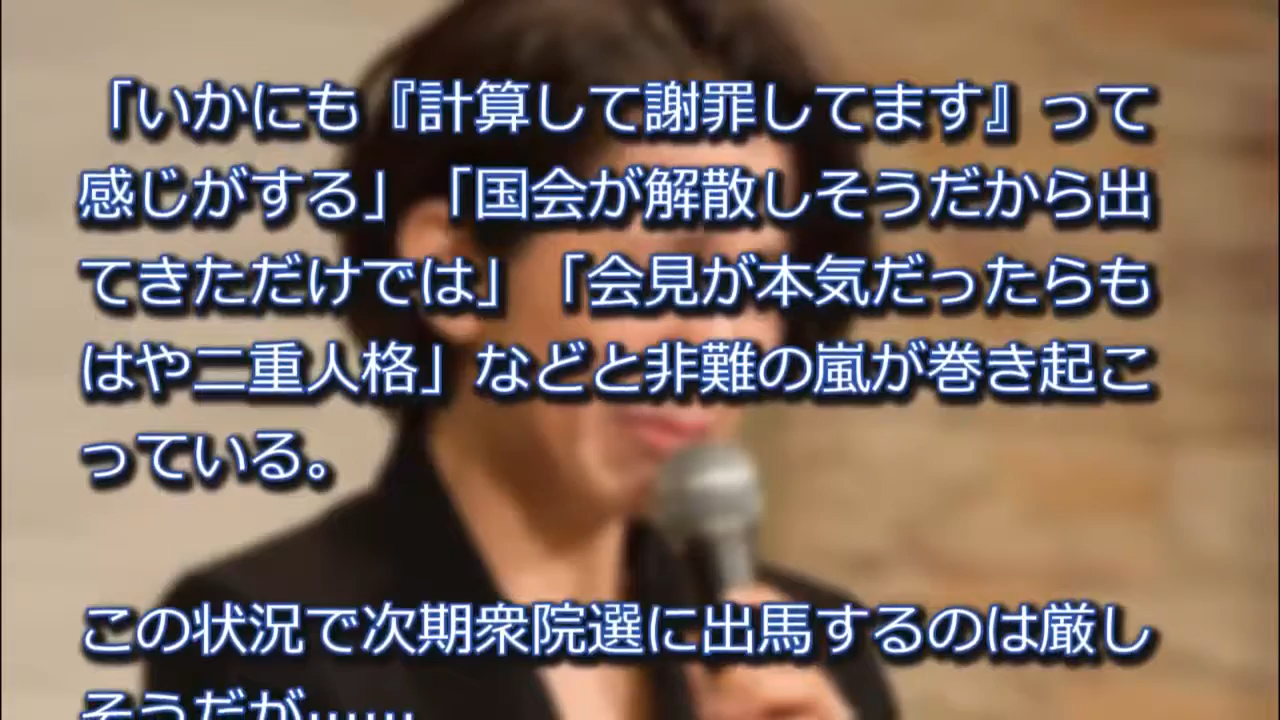 「いかにも『計算して謝罪してます』って
感じがする」「国会が解散しそうだから出
てきただけでは」「会見が本気だったらも
はや二重人格」などと非難の嵐が巻き起こ
っている。
この状況で次期衆院選に出馬するのは厳し
そうだが……